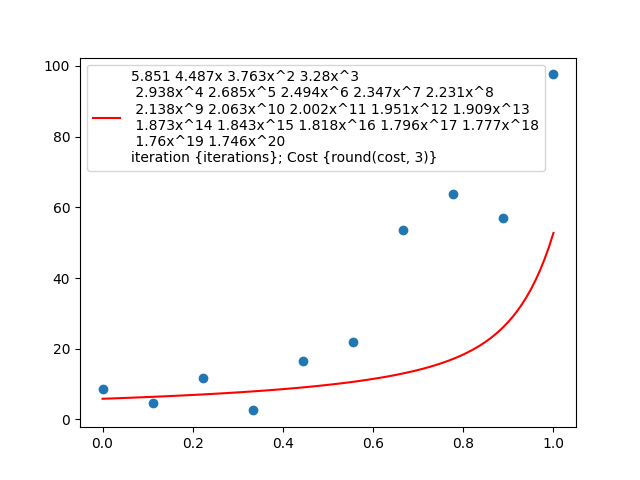 5.851 4.487x 3.763x^2 3.28x^3
2.938x^4 2.685x^5 2.494x^6 2.347x^7 2.231x^8
2.138x^9 2.063x^10 2.002x^11 1.951x^12 1.909x^13
1.873x^14 1.843x^15 1.818x^16 1.796x^17 1.777x^18
1.76x^19 1.746x^20
iteration {iterations}; Cost {round(cost, 3)}
100
80
60
40
20
0
0.0 0.2 0.4 0.6 0.8 1.0